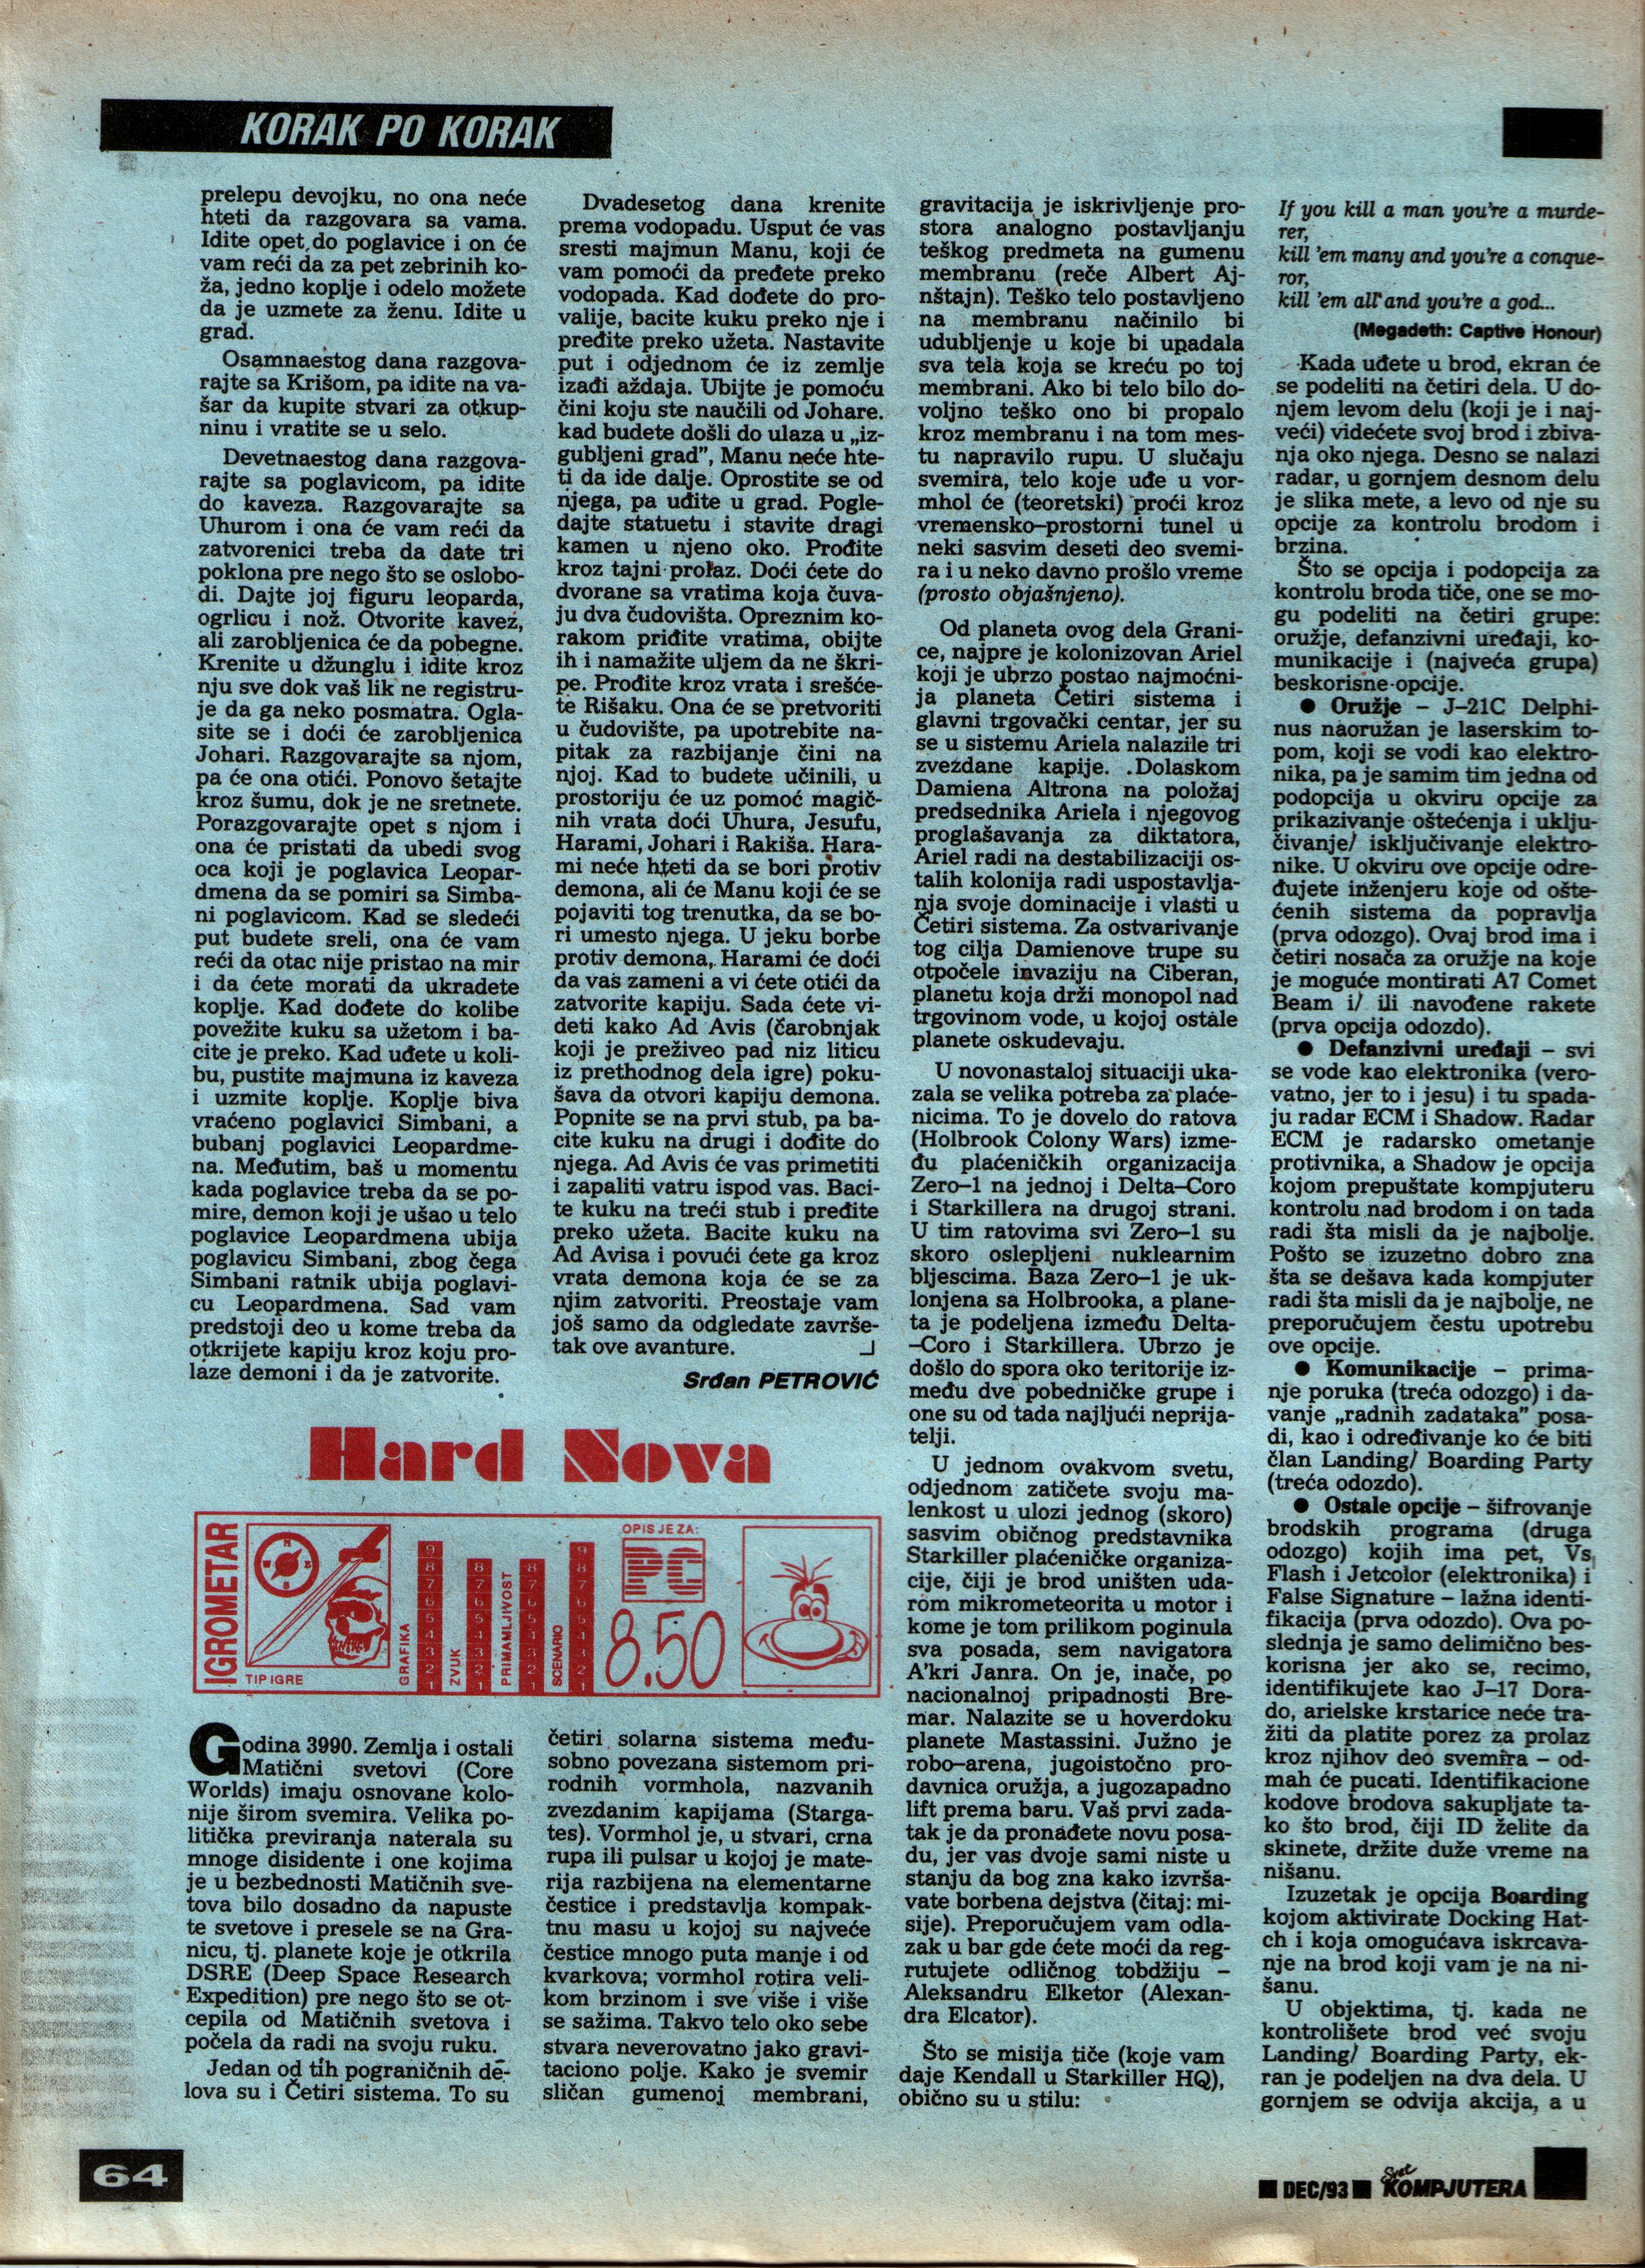 KORAK PO KORAK
prelepu devojku, no ona neće
hteti da razgovara sa vama.
Idite opet do poglavice i on će
vam reći da za pet zebrinih ko-
ža, jedno koplje i odelo možete
da je uzmete za ženu. Idite u
grad.
Osamnaestog dana razgova-
rajte sa Krišom, pa idite na va-
šar da kupite stvari za otkup-
ninu i vratite se u selo.
Devetnaestog dana razgova-
rajte sa poglavicom, pa idite
do kaveza. Razgovarajte sa
Uhurom i ona će vam reći da
zatvorenici treba da date tri
poklona pre nego što se oslobo-
di. Dajte joj figuru leoparda,
ogrlicu i nož. Otvorite kavez,
ali zarobljenica će da pobegne.
Krenite u džunglu i idite kroz
nju sve dok vaš lik ne registru-
je da ga neko posmatra. Ogla-
site se i doći će zarobljenica
Johari. Razgovarajte sa njom,
pa će ona otići. Ponovo šetajte
kroz šumu, dok je ne sretnete.
Porazgovarajte opet s njom i
ona će pristati da ubedi svog
oca koji je poglavica Leopar-
dmena da se pomiri sa Simba-
ni poglavicom. Kad se sledeći
put budete sreli, ona će vam
reći da otac nije pristao na mir
i da ćete morati da ukradete
koplje. Kad dođete do kolibe
povežite kuku sa užetom i ba-
cite je preko. Kad uđete u koli-
bu, pustite majmuna iz kaveza
i uzmite koplje. Koplje biva
vraćeno poglavici Simbani, a
bubanj poglavici Leopardme-
na. Međutim, baš u momentu
kada poglavice treba da se po-
mire, demon koji je ušao u telo
poglavice Leopardmena ubija
poglavicu Simbani, zbog čega
Simbani ratnik ubija poglavi-
cu Leopardmena. Sad vam
predstoji deo u kome treba da
otkrijete kapiju kroz koju pro-
laze demoni i da je zatvorite.
Dvadesetog dana krenite
prema vodopadu. Usput će vas
sresti majmun Manu, koji će
vam pomoći da pređete preko
vodopada. Kad dođete do pro-
valije, bacite kuku preko nje i
pređite preko užeta. Nastavite
put i odjednom će iz zemlje
izađi aždaja. Ubijte je pomoću
čini koju ste naučili od Johare.
kad budete došli do ulaza u „iz-
gubljeni grad”, Manu neće hte-
ti da ide dalje. Oprostite se od
njega, pa uđite u grad. Pogle-
dajte statuetu i stavite dragi
kamen u njeno oko. Prođite
kroz tajni prolaz. Doći ćete do
dvorane sa vratima koja čuva-
ju dva čudovišta. Opreznim ko-
rakom priđite vratima, obijte
ih i namažite uljem da ne škri-
pe. Prođite kroz vrata i srešće-
te Rišaku. Ona će se pretvoriti
u čudovište, pa upotrebite na-
pitak za razbijanje čini na
njoj. Kad to budete učinili, u
prostoriju će uz pomoć magič-
nih vrata doći Uhura, Jesufu,
Harami, Johari i Rakiša. Hara-
mi neće hteti da se bori protiv
demona, ali će Manu koji će se
pojaviti tog trenutka, da se bo-
ri umesto njega. U jeku borbe
protiv demona, Harami će doći
da vas zameni a vi ćete otići da
zatvorite kapiju. Sada ćete vi-
deti kako Ad Avis (čarobnjak
koji je preživeo pad niz liticu
iz prethodnog dela igre) poku-
šava da otvori kapiju demona.
Popnite se na prvi stub, pa ba-
cite kuku na drugi i dođite do
njega. Ad Avis će vas primetiti
i zapaliti vatru ispod vas. Baci-
te kuku na treći stub i pređite
preko užeta. Bacite kuku na
Ad Avisa i povući ćete ga kroz
vrata demona koja će se za
njim zatvoriti. Preostaje vam
još samo da odgledate završe-
tak ove avanture.
Srđan PETROVIĆ
Hard Nova
IGROMETAR
TIP IGRE
GRAFIKA
9
8
7
6
5
4
3
2
1
ZVUK
8
7
6
5
4
3
2
1
PRIMAMLJIVOST
8
7
6
5
4
3
2
1
SCENARIO
9
8
7
6
5
4
3
2
1
OPIS JE ZA:
PC
8.50
Godina 3990. Zemlja i ostali
Matični svetovi (Core
Worlds) imaju osnovane kolo-
nije širom svemira. Velika po-
litička previranja naterala su
mnoge disidente i one kojima
je u bezbednosti Matičnih sve-
tova bilo dosadno da napuste
te svetove i presele se na Gra-
nicu, tj. planete koje je otkrila
DSRE (Deep Space Research
Expedition) pre nego što se ot-
cepila od Matičnih svetova i
počela da radi na svoju ruku.
Jedan od tih pograničnih de-
lova su i Četiri sistema. To su
četiri solarna sistema među-
sobno povezana sistemom pri-
rodnih vormhola, nazvanih
zvezdanim kapijama (Starga-
tes). Vormhol je, u stvari, crna
rupa ili pulsar u kojoj je mate-
rija razbijena na elementarne
čestice i predstavlja kompak-
tnu masu u kojoj su najveće
čestice mnogo puta manje i od
kvarkova; vormhol rotira veli-
kom brzinom i sve više i više
se sažima. Takvo telo oko sebe
stvara neverovatno jako gravi-
taciono polje. Kako je svemir
sličan gumenoj membrani,
gravitacija je iskrivljenje pro-
stora analogno postavljanju
teškog predmeta na gumenu
membranu (reče Albert Aj-
nštajn). Teško telo postavljeno
na membranu načinilo bi
udubljenje u koje bi upadala
sva tela koja se kreću po toj
membrani. Ako bi telo bilo do-
voljno teško ono bi propalo
kroz membranu i na tom mes-
tu napravilo rupu. U slučaju
svemira, telo koje uđe u vor-
mhol će (teoretski) proći kroz
vremensko–prostorni tunel u
neki sasvim deseti deo svemi-
ra i u neko davno prošlo vreme
(prosto objašnjeno).
Od planeta ovog dela Grani-
ce, najpre je kolonizovan Ariel
koji je ubrzo postao najmoćni-
ja planeta Četiri sistema i
glavni trgovački centar, jer su
se u sistemu Ariela nalazile tri
zvezdane kapije. Dolaskom
Damiena Altrona na položaj
predsednika Ariela i njegovog
proglašavanja za diktatora,
Ariel radi na destabilizaciji os-
talih kolonija radi uspostavlja-
nja svoje dominacije i vlasti u
Četiri sistema. Za ostvarivanje
tog cilja Damienove trupe su
otpočele invaziju na Ciberan,
planetu koja drži monopol nad
trgovinom vode, u kojoj ostale
planete oskudevaju.
U novonastaloj situaciji uka-
zala se velika potreba za plaće-
nicima. To je dovelo do ratova
(Holbrook Colony Wars) izme-
đu plaćeničkih organizacija
Zero–1 na jednoj i Delta–Coro
i Starkillera na drugoj strani.
U tim ratovima svi Zero–1 su
skoro oslepljeni nuklearnim
bljescima. Baza Zero–1 je uk-
lonjena sa Holbrooka, a plane-
ta je podeljena između Delta-
–Coro i Starkillera. Ubrzo je
došlo do spora oko teritorije iz-
među dve pobedničke grupe i
one su od tada najljući neprija-
telji.
U jednom ovakvom svetu,
odjednom zatičete svoju ma-
lenkost u ulozi jednog (skoro)
sasvim običnog predstavnika
Starkiller plaćeničke organiza-
cije, čiji je brod uništen uda-
rom mikrometeorita u motor i
kome je tom prilikom poginula
sva posada, sem navigatora
A'kri Janra. On je, inače, po
nacionalnoj pripadnosti Bre-
mar. Nalazite se u hoverdoku
planete Mastassini. Južno je
robo–arena, jugoistočno pro-
davnica oružja, a jugozapadno
lift prema baru. Vaš prvi zada-
tak je da pronađete novu posa-
du, jer vas dvoje sami niste u
stanju da bog zna kako izvrša-
vate borbena dejstva (čitaj: mi-
sije). Preporučujem vam odla-
zak u bar gde ćete moći da reg-
rutujete odličnog tobdžiju –
Aleksandru Elketor (Alexan-
dra Elcator).
Što se misija tiče (koje vam
daje Kendall u Starkiller HQ),
obično su u stilu:
If you kill a man you're a murde-
rer,
kill 'em many and you're a conque-
ror,
kill 'em all and you're a god...
(Megadeth: Captive Honour)
Kada uđete u brod, ekran će
se podeliti na četiri dela. U do-
njem levom delu (koji je i naj-
veći) videćete svoj brod i zbiva-
nja oko njega. Desno se nalazi
radar, u gornjem desnom delu
je slika mete, a levo od nje su
opcije za kontrolu brodom i
brzina.
Što se opcija i podopcija za
kontrolu broda tiče, one se mo-
gu podeliti na četiri grupe:
oružje, defanzivni uređaji, ko-
munikacije i (najveća grupa)
beskorisne opcije.
● Oružje – J–21C Delphi-
nus naoružan je laserskim to-
pom, koji se vodi kao elektro-
nika, pa je samim tim jedna od
podopcija u okviru opcije za
prikazivanje oštećenja i uklju-
čivanje/ isključivanje elektro-
nike. U okviru ove opcije odre-
đujete inženjeru koje od ošte-
ćenih sistema da popravlja
(prva odozgo). Ovaj brod ima i
četiri nosača za oružje na koje
je moguće montirati A7 Comet
Beam i/ ili navođene rakete
(prva opcija odozdo).
● Defanzivni uređaji – svi
se vode kao elektronika (vero-
vatno, jer to i jesu) i tu spada-
ju radar ECM i Shadow. Radar
ECM je radarsko ometanje
protivnika, a Shadow je opcija
kojom prepuštate kompjuteru
kontrolu nad brodom i on tada
radi šta misli da je najbolje.
Pošto se izuzetno dobro zna
šta se dešava kada kompjuter
radi šta misli da je najbolje, ne
preporučujem čestu upotrebu
ove opcije.
● Komunikacije – prima-
nje poruka (treća odozgo) i da-
vanje „radnih zadataka” posa-
di, kao i određivanje ko će biti
član Landing/ Boarding Party
(treća odozdo).
● Ostale opcije – šifrovanje
brodskih programa (druga
odozgo) kojih ima pet, Vs
Flash i Jetcolor (elektronika) i
False Signature – lažna identi-
fikacija (prva odozdo). Ova po-
slednja je samo delimično bes-
korisna jer ako se, recimo,
identifikujete kao J–17 Dora-
do, arielske krstarice neće tra-
žiti da platite porez za prolaz
kroz njihov deo svemira – od-
mah će pucati. Identifikacione
kodove brodova sakupljate ta-
ko što brod, čiji ID želite da
skinete, držite duže vreme na
nišanu.
Izuzetak je opcija Boarding
kojom aktivirate Docking Hat-
ch i koja omogućava iskrcava-
nje na brod koji vam je na ni-
šanu.
U objektima, tj. kada ne
kontrolišete brod već svoju
Landing/ Boarding Party, ek-
ran je podeljen na dva dela. U
gornjem se odvija akcija, a u
64
DEC/93 Svet KOMPJUTERA